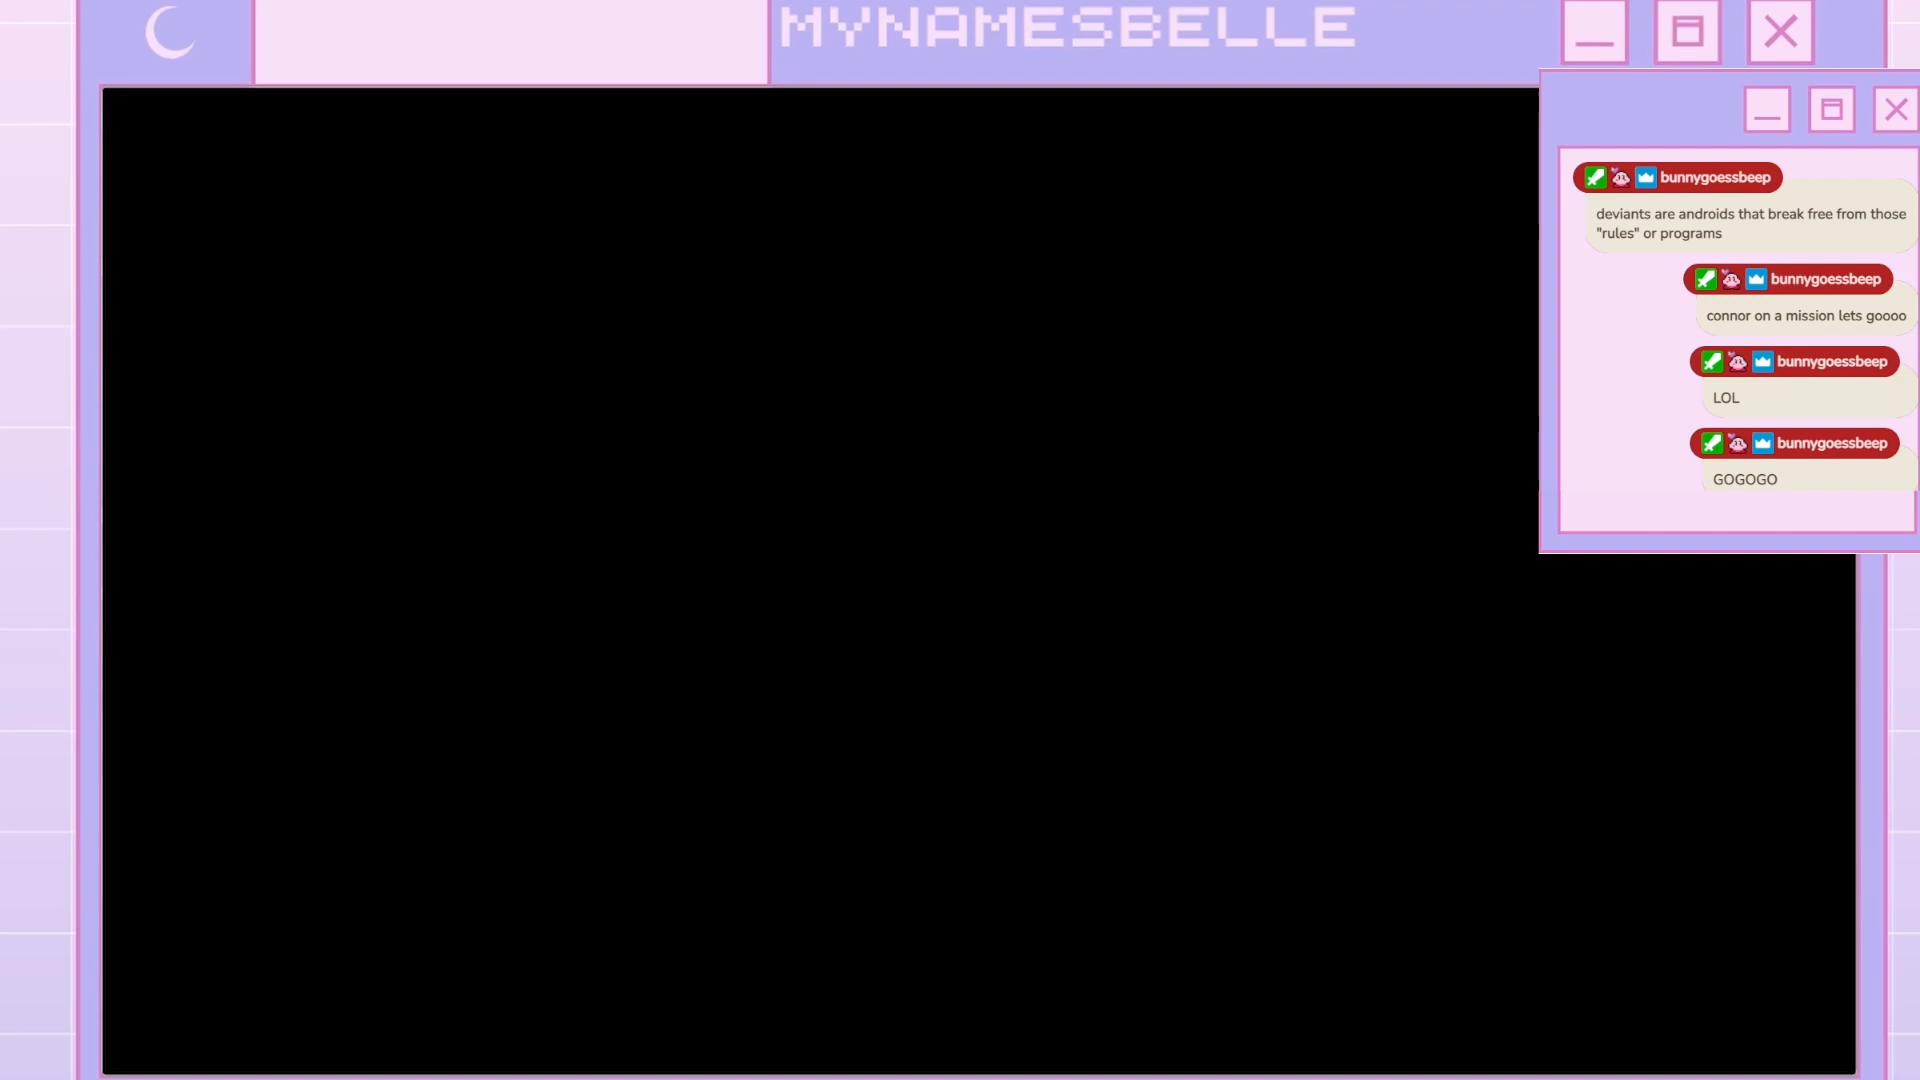 MYNAMESBELLE
bunnygoessbeep
deviants are androids that break free from those
"rules" or programs
bunnygoessbeep
connor on a mission lets goooo
bunnygoessbeep
LOL
bunnygoessbeep
GOGOGO